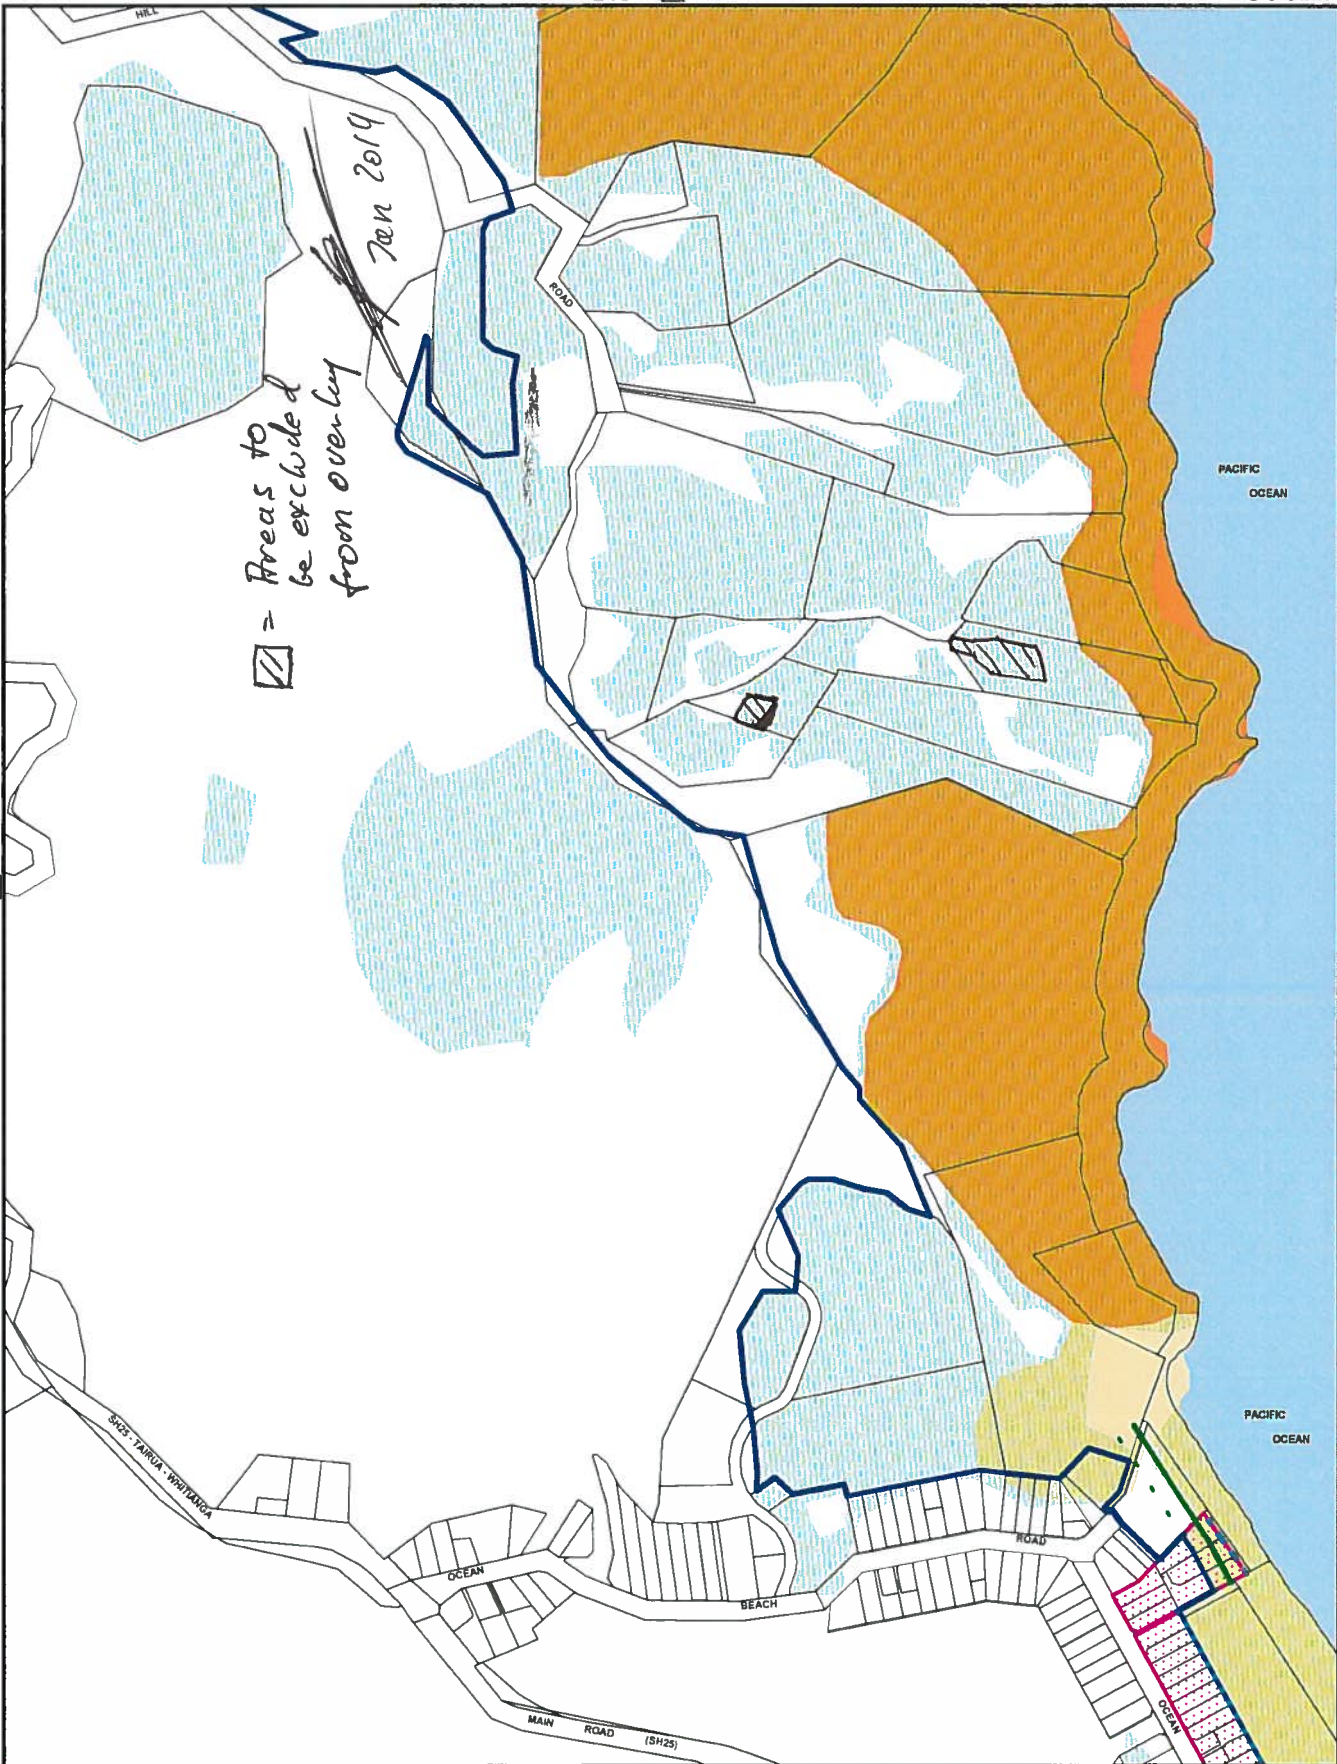 HILL
Jan 2014
= Areas to
be excluded
from overlay
ROAD
PACIFIC
OCEAN
PACIFIC
OCEAN
SH25 - TAIRUA - WHITIANGA
OCEAN
BEACH
ROAD
MAIN ROAD (SH25)
OCEAN